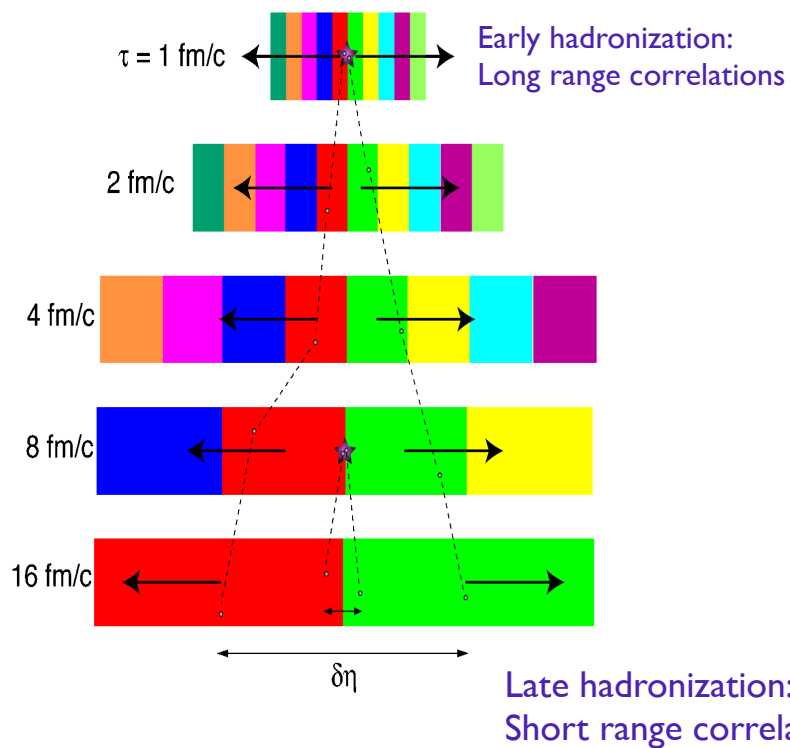 τ = 1 fm/c
Early hadronization:
Long range correlations
2 fm/c
4 fm/c
8 fm/c
16 fm/c
δη
Late hadronization:
Short range correla